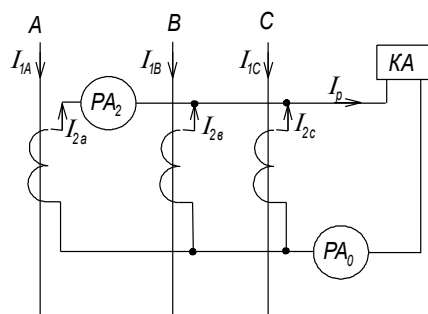 A B C
I₁A I₁B I₁C
KA
PA₂ Iₚ
I₂ₐ I₂в I₂c
PA₀